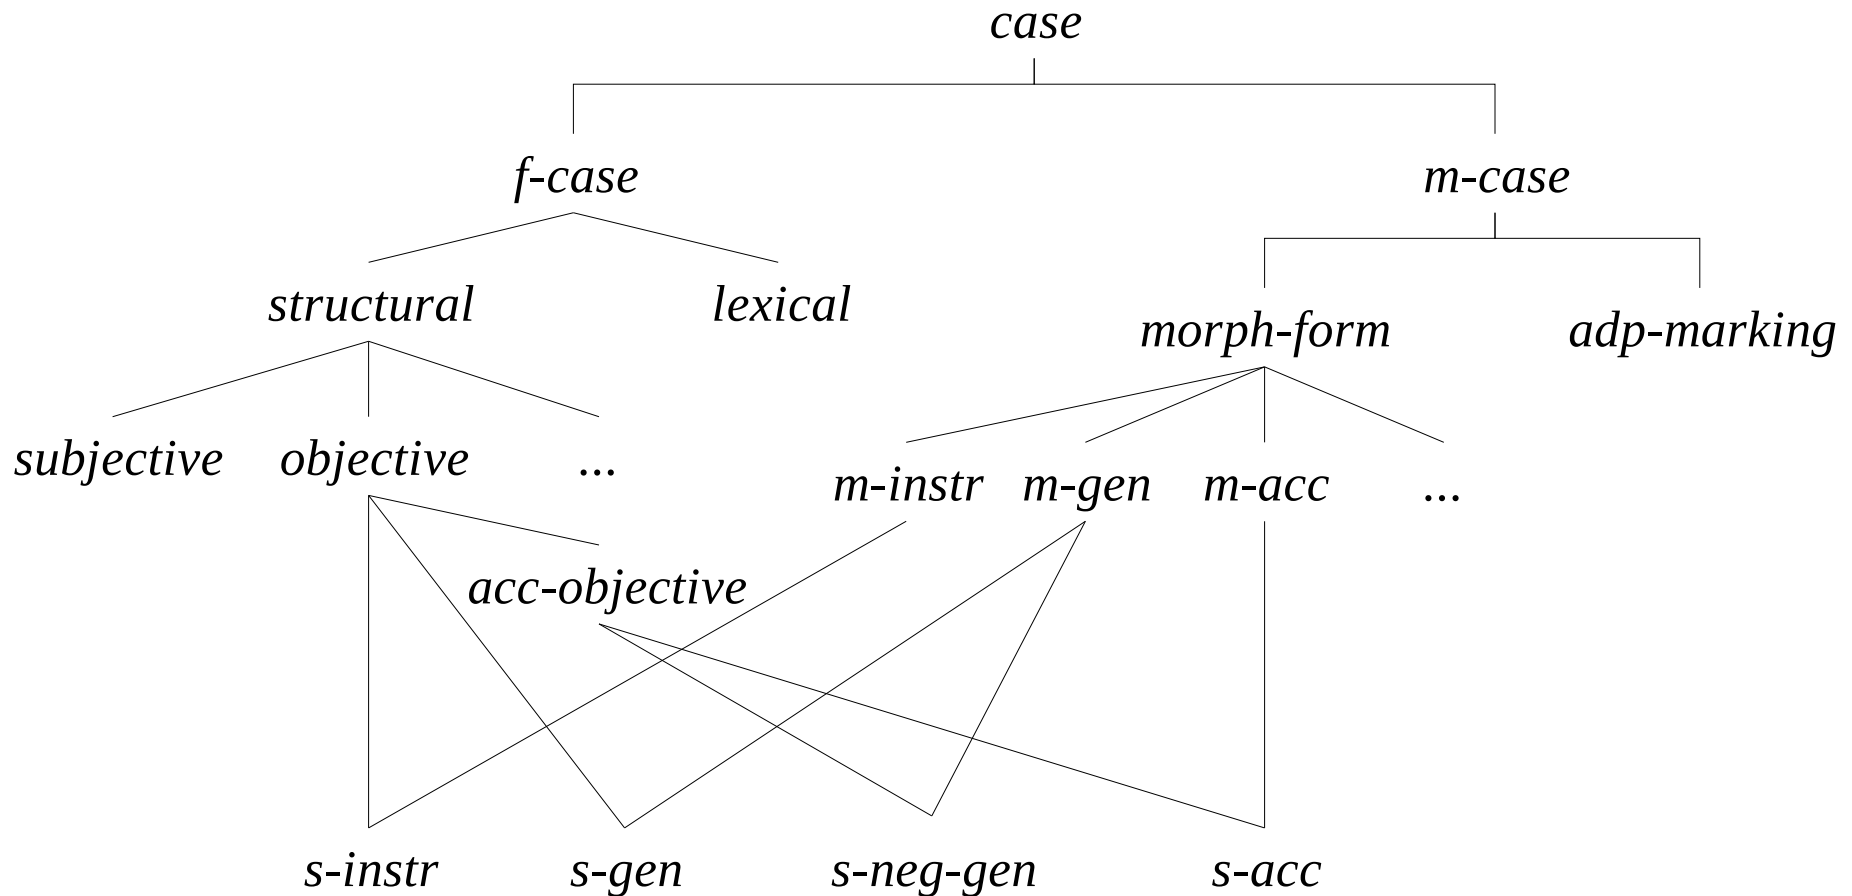 case
f-case m-case
structural lexical morph-form adp-marking
subjective objective ... m-instr m-gen m-acc ...
acc-objective
s-instr s-gen s-neg-gen s-acc